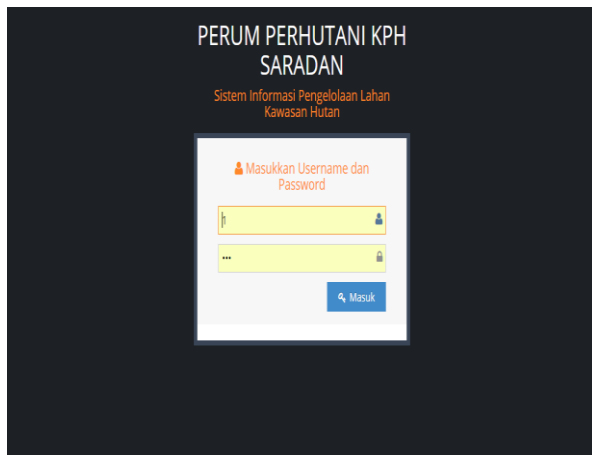 PERUM PERHUTANI KPH
SARADAN
Sistem Informasi Pengelolaan Lahan
Kawasan Hutan
Masukkan Username dan
Password
•••
Masuk